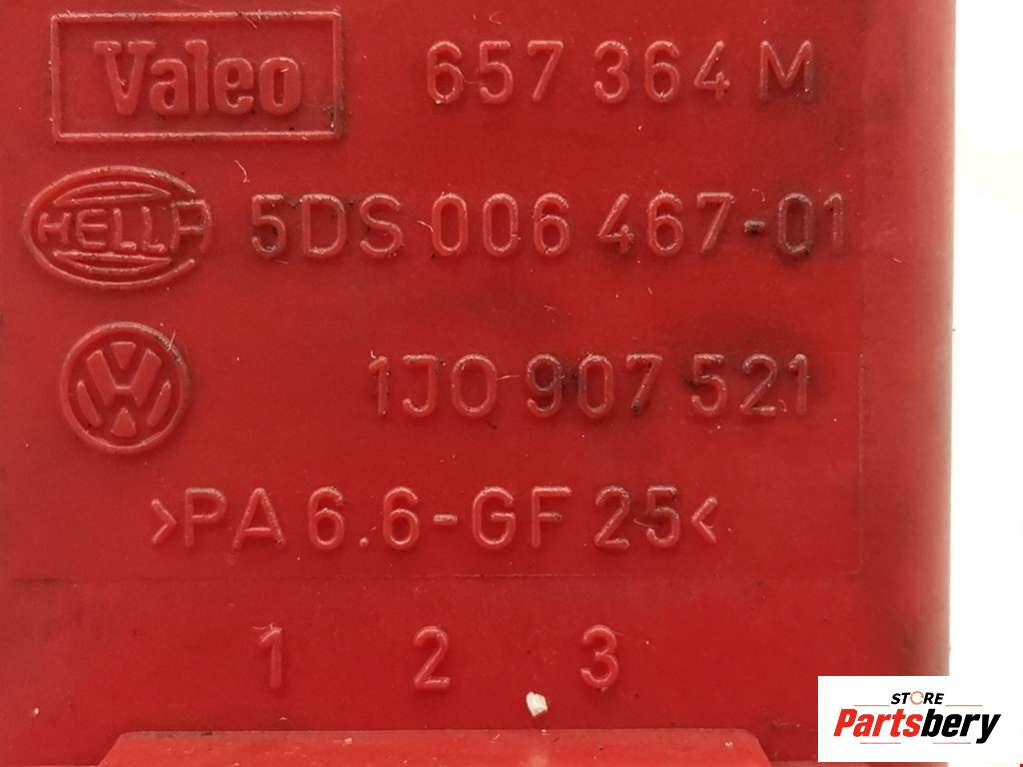 Valeo 657 364 M
HELLA 5DS 006 467-01
VW 1J0 907 521
>PA 6.6-GF 25<
1 2 3
STORE
Partsbery